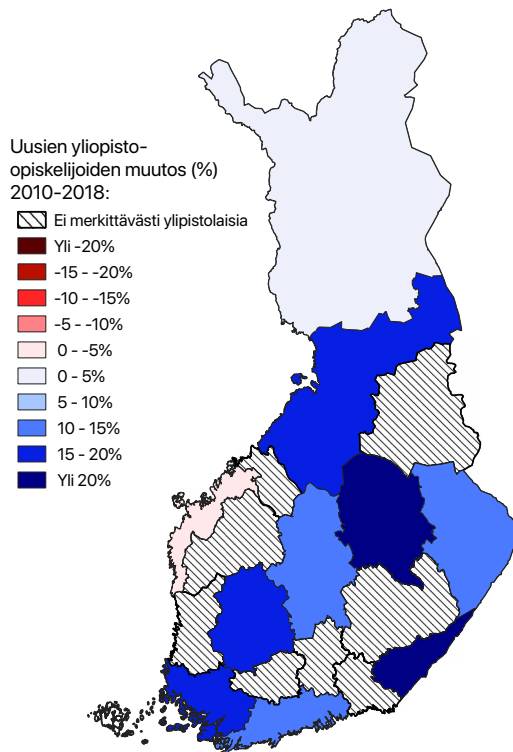 Uusien yliopisto-
opiskelijoiden muutos (%)
2010-2018:
Ei merkittävästi ylipistolaisia
Yli -20%
-15 - -20%
-10 - -15%
-5 - -10%
0 - -5%
0 - 5%
5 - 10%
10 - 15%
15 - 20%
Yli 20%